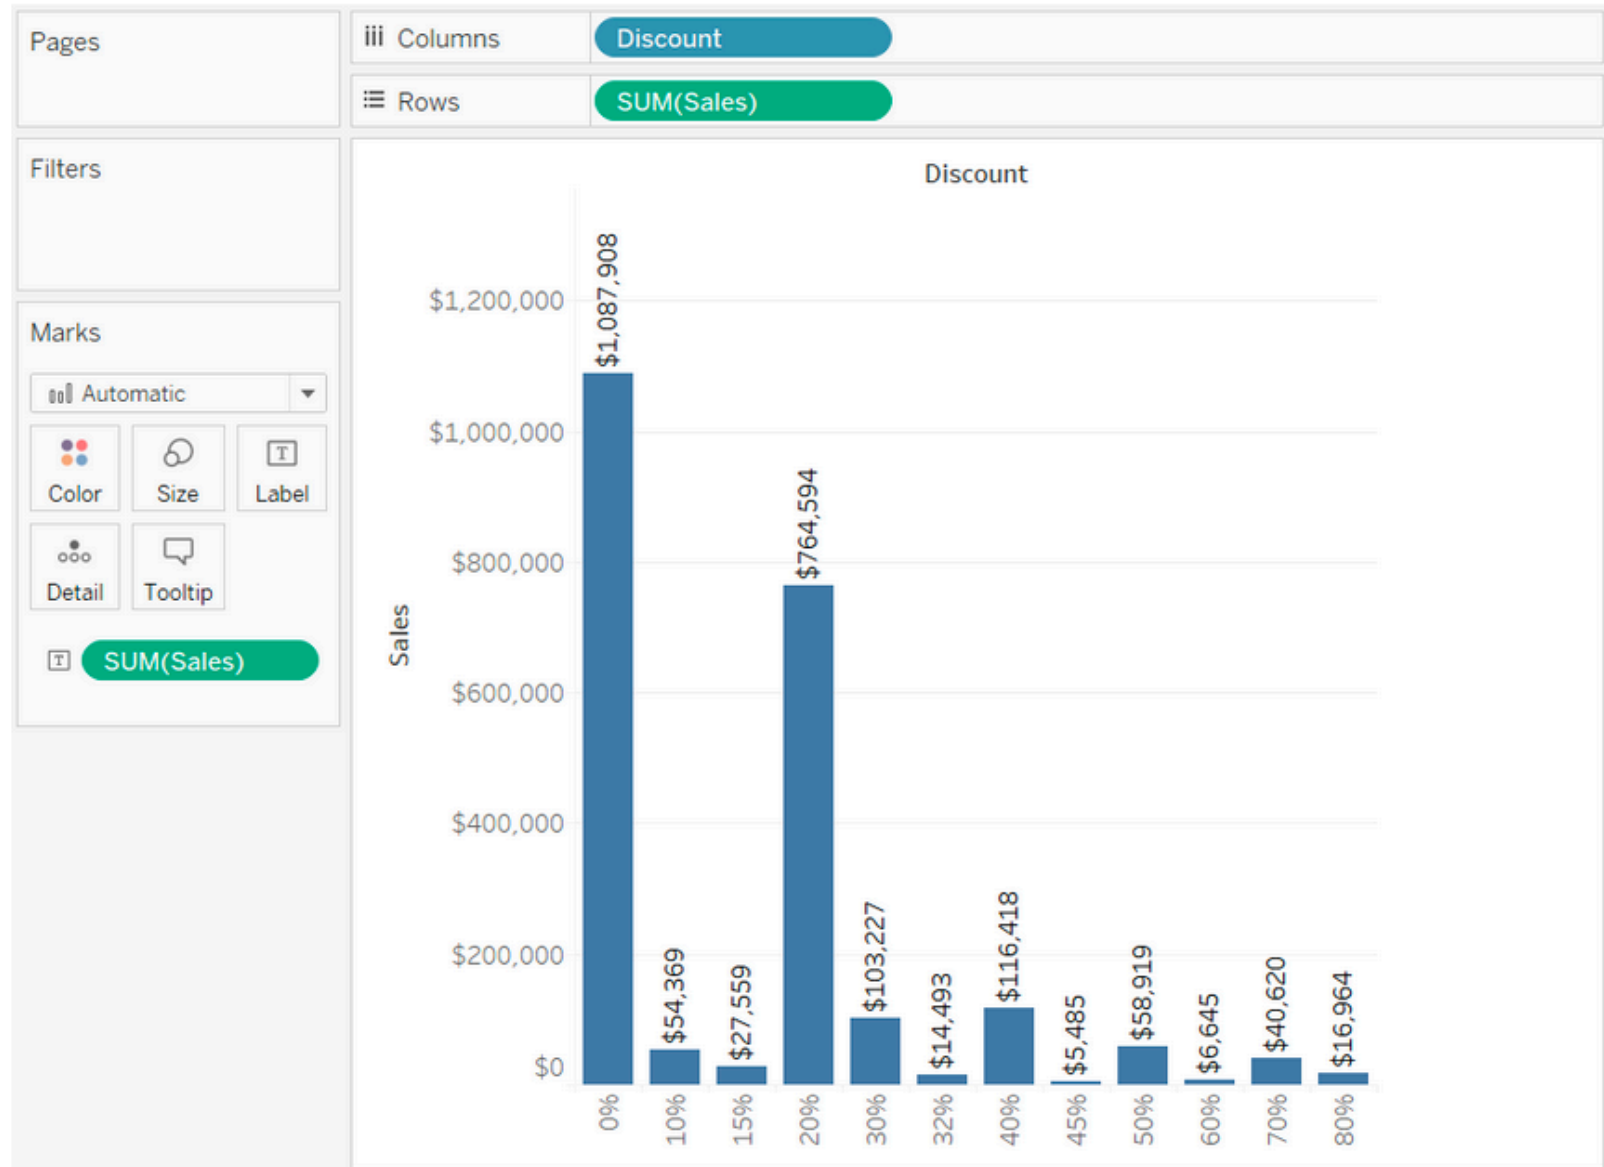 Pages
Columns
Discount
Rows
SUM(Sales)
Filters
Marks
Automatic
Color
Size
Label
Detail
Tooltip
SUM(Sales)
Discount
Sales
$1,200,000
$1,000,000
$800,000
$600,000
$400,000
$200,000
$0
$1,087,908
$54,369
$27,559
$764,594
$103,227
$14,493
$116,418
$5,485
$58,919
$6,645
$40,620
$16,964
0%
10%
15%
20%
30%
32%
40%
45%
50%
60%
70%
80%